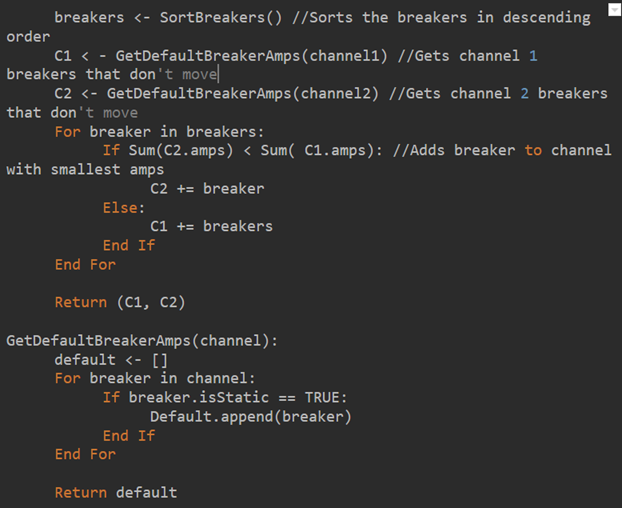 breakers <- SortBreakers() //Sorts the breakers in descending
order
C1 < - GetDefaultBreakerAmps(channel1) //Gets channel 1
breakers that don't move
C2 <- GetDefaultBreakerAmps(channel2) //Gets channel 2 breakers
that don't move
For breaker in breakers:
If Sum(C2.amps) < Sum( C1.amps): //Adds breaker to channel
with smallest amps
C2 += breaker
Else:
C1 += breakers
End If
End For
Return (C1, C2)
GetDefaultBreakerAmps(channel):
default <- []
For breaker in channel:
If breaker.isStatic == TRUE:
Default.append(breaker)
End If
End For
Return default